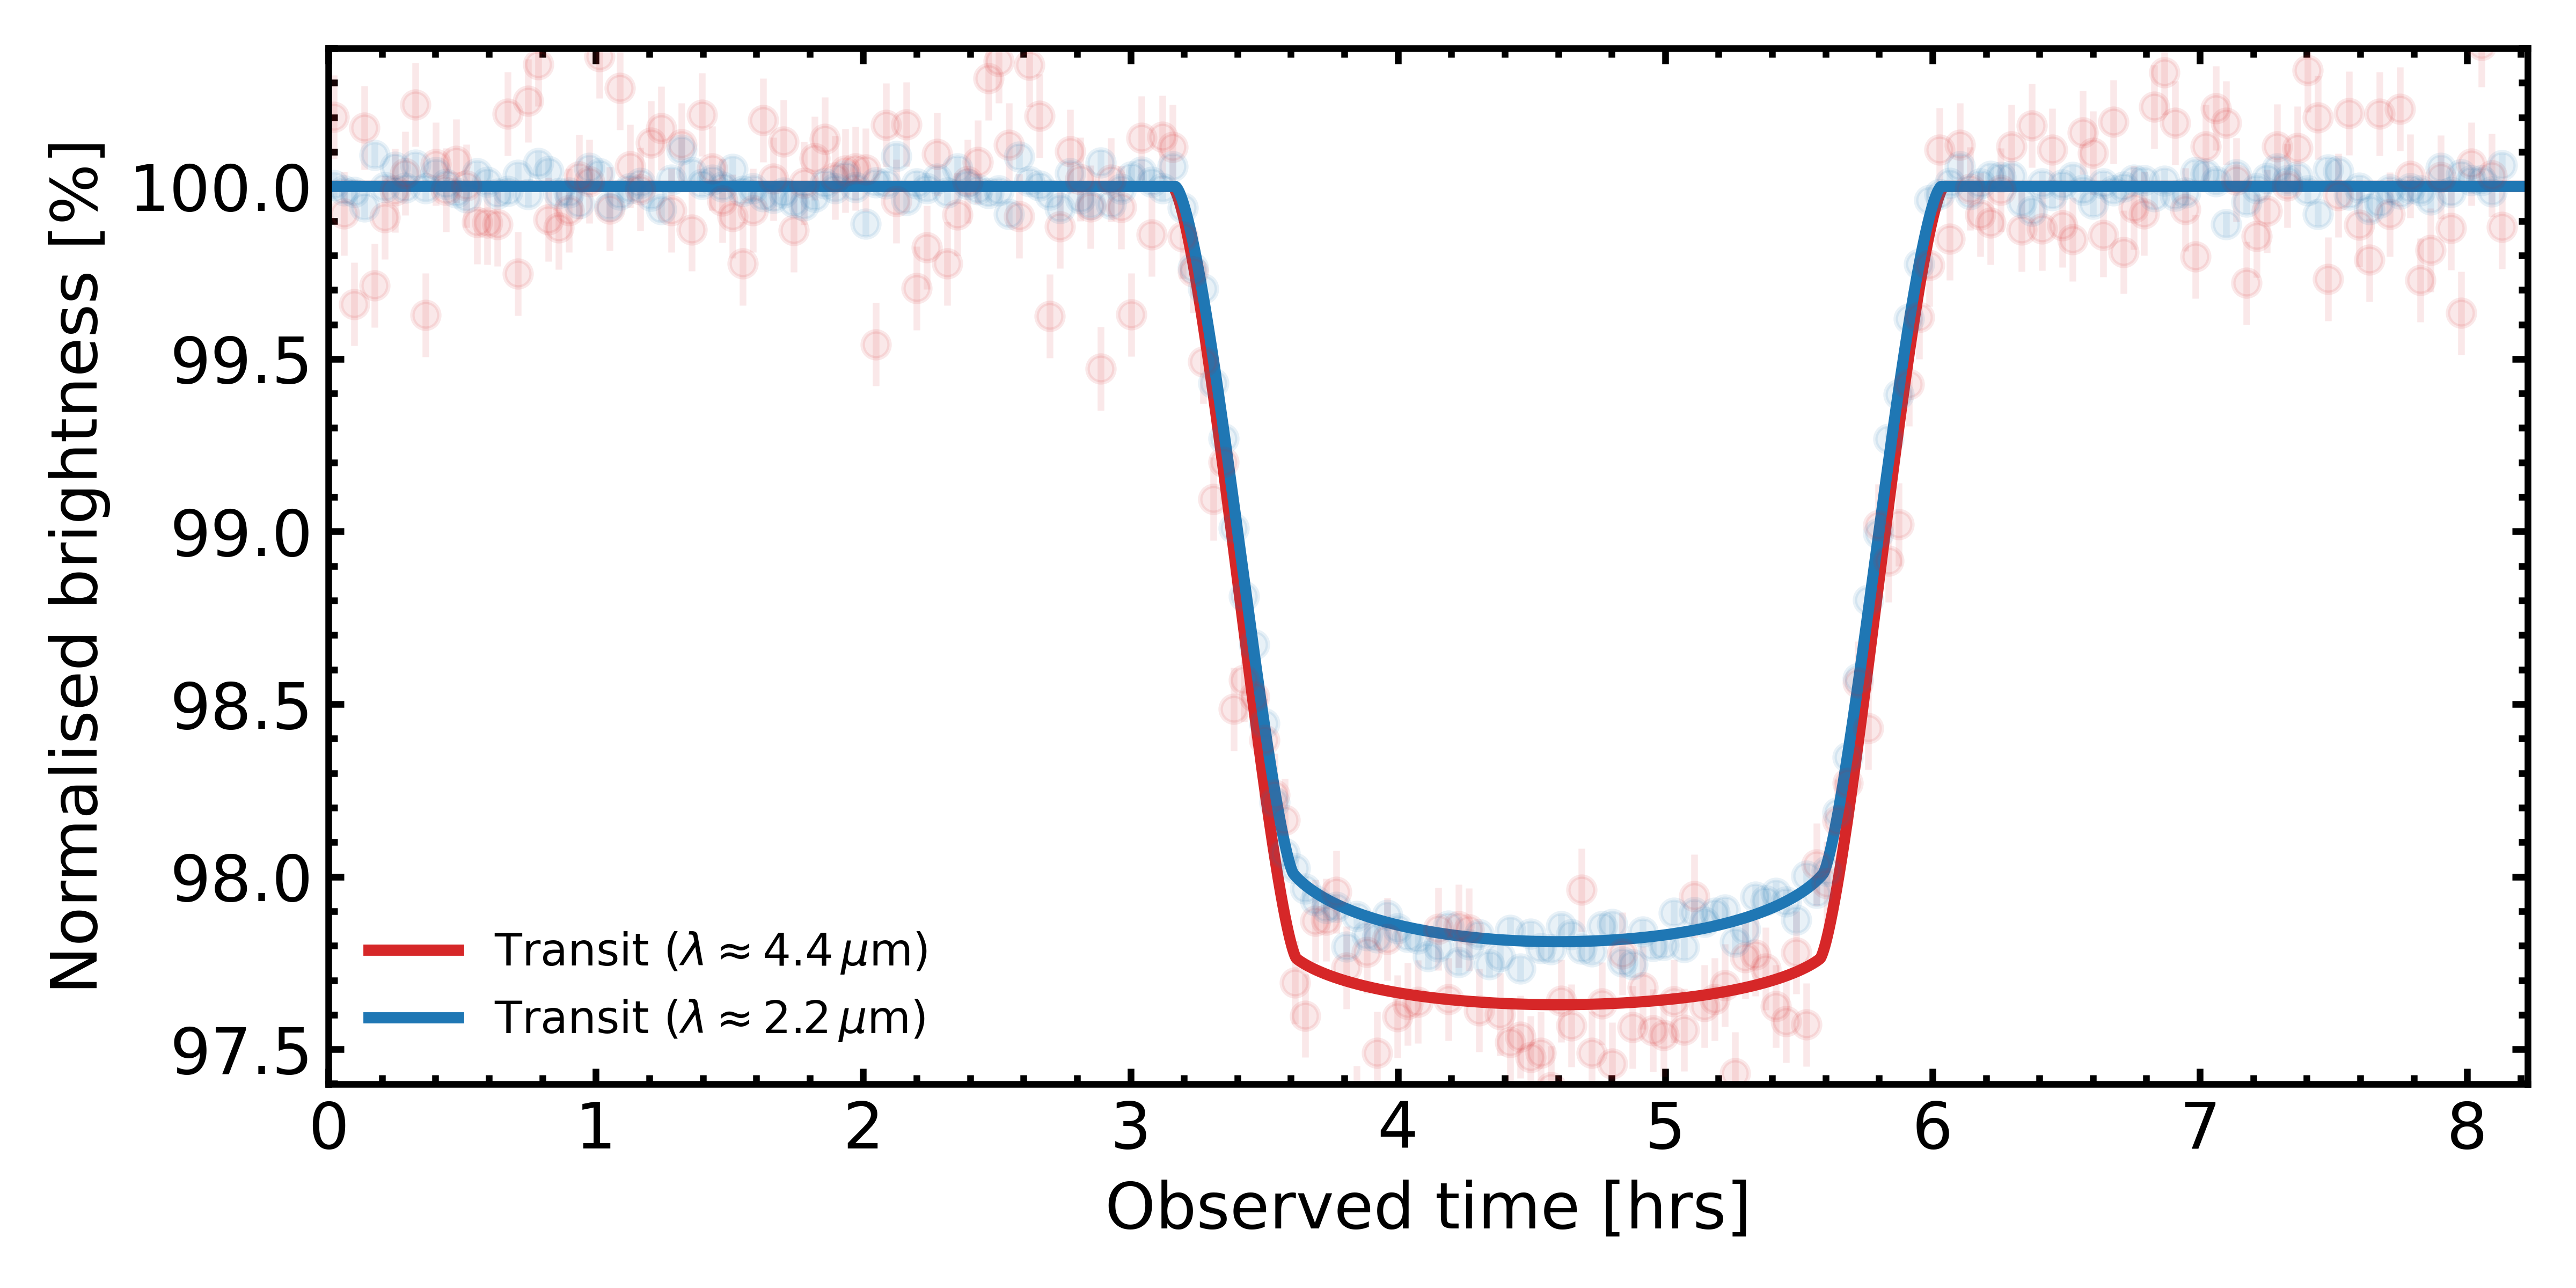 Normalised brightness [%]
100.0
99.5
99.0
98.5
98.0
97.5
Transit (λ ≈ 4.4 μm)
Transit (λ ≈ 2.2 μm)
0 1 2 3 4 5 6 7 8
Observed time [hrs]